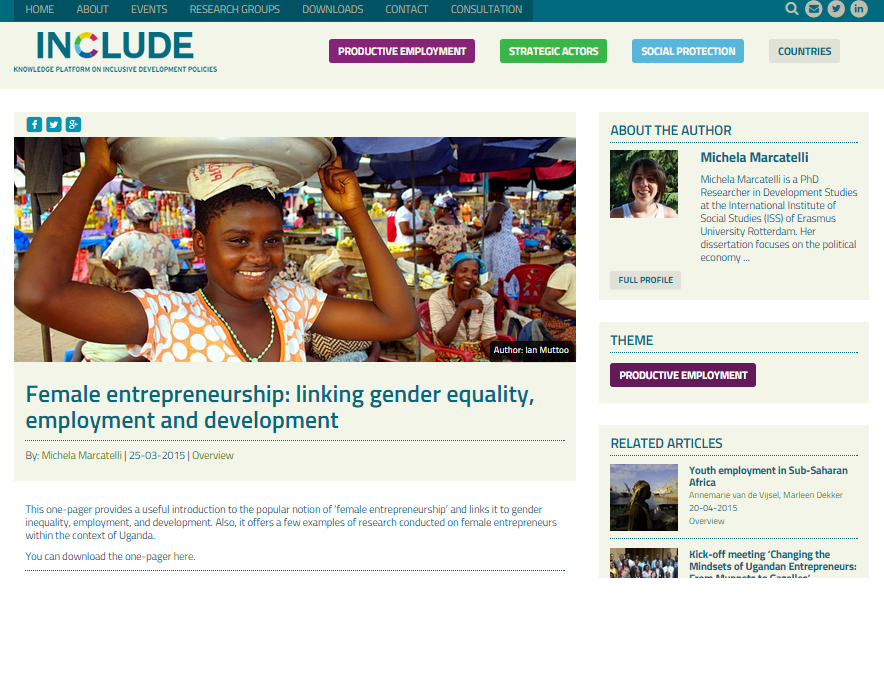 HOME ABOUT EVENTS RESEARCH GROUPS DOWNLOADS CONTACT CONSULTATION
INCLUDE
KNOWLEDGE PLATFORM ON INCLUSIVE DEVELOPMENT POLICIES
PRODUCTIVE EMPLOYMENT STRATEGIC ACTORS SOCIAL PROTECTION COUNTRIES
Author: Ian Muttoo
Female entrepreneurship: linking gender equality,
employment and development
By: Michela Marcatelli | 25-03-2015 | Overview
This one-pager provides a useful introduction to the popular notion of 'female entrepreneurship' and links it to gender
inequality, employment, and development. Also, it offers a few examples of research conducted on female entrepreneurs
within the context of Uganda.
You can download the one-pager here.
ABOUT THE AUTHOR
Michela Marcatelli
Michela Marcatelli is a PhD
Researcher in Development Studies
at the International Institute of
Social Studies (ISS) of Erasmus
University Rotterdam. Her
dissertation focuses on the political
economy ...
FULL PROFILE
THEME
PRODUCTIVE EMPLOYMENT
RELATED ARTICLES
Youth employment in Sub-Saharan
Africa
Annemarie van de Vijsel, Marleen Dekker
20-04-2015
Overview
Kick-off meeting 'Changing the
Mindsets of Ugandan Entrepreneurs:
From Muppets to Gazelles'